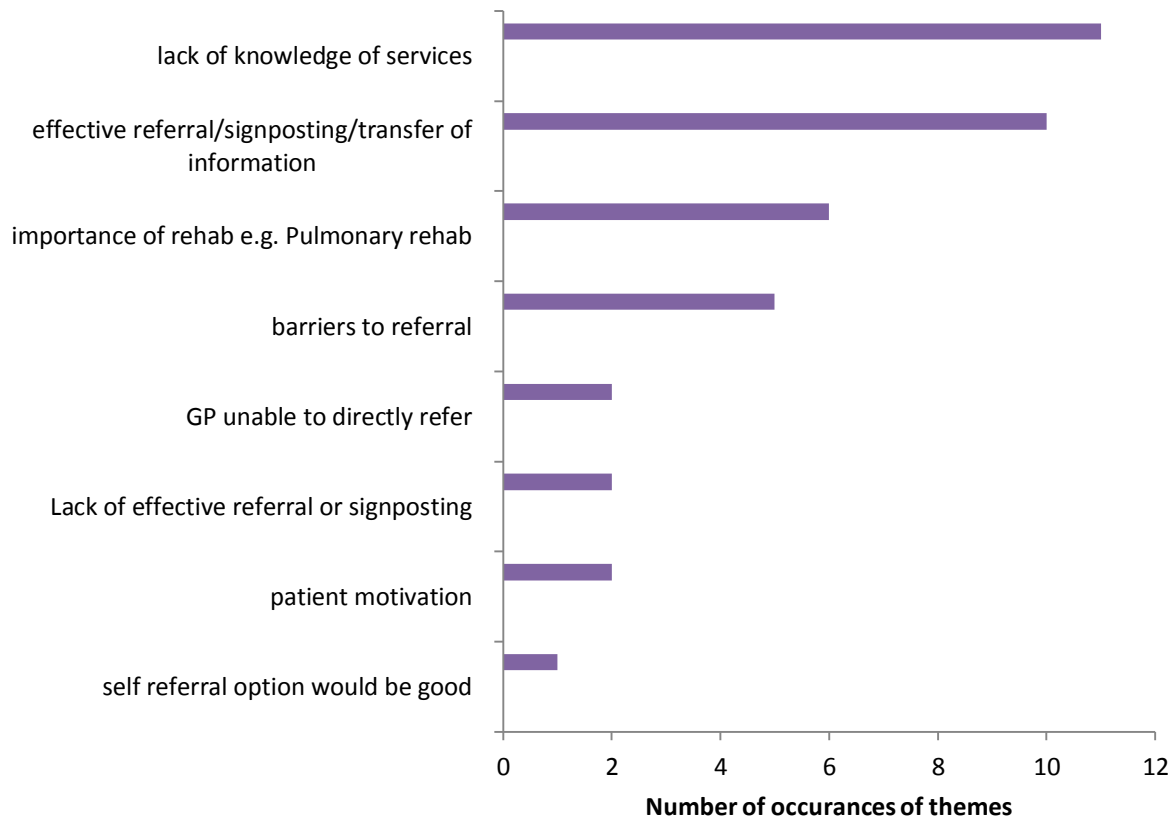 lack of knowledge of services
effective referral/signposting/transfer of
information
importance of rehab e.g. Pulmonary rehab
barriers to referral
GP unable to directly refer
Lack of effective referral or signposting
patient motivation
self referral option would be good
0 2 4 6 8 10 12
Number of occurances of themes